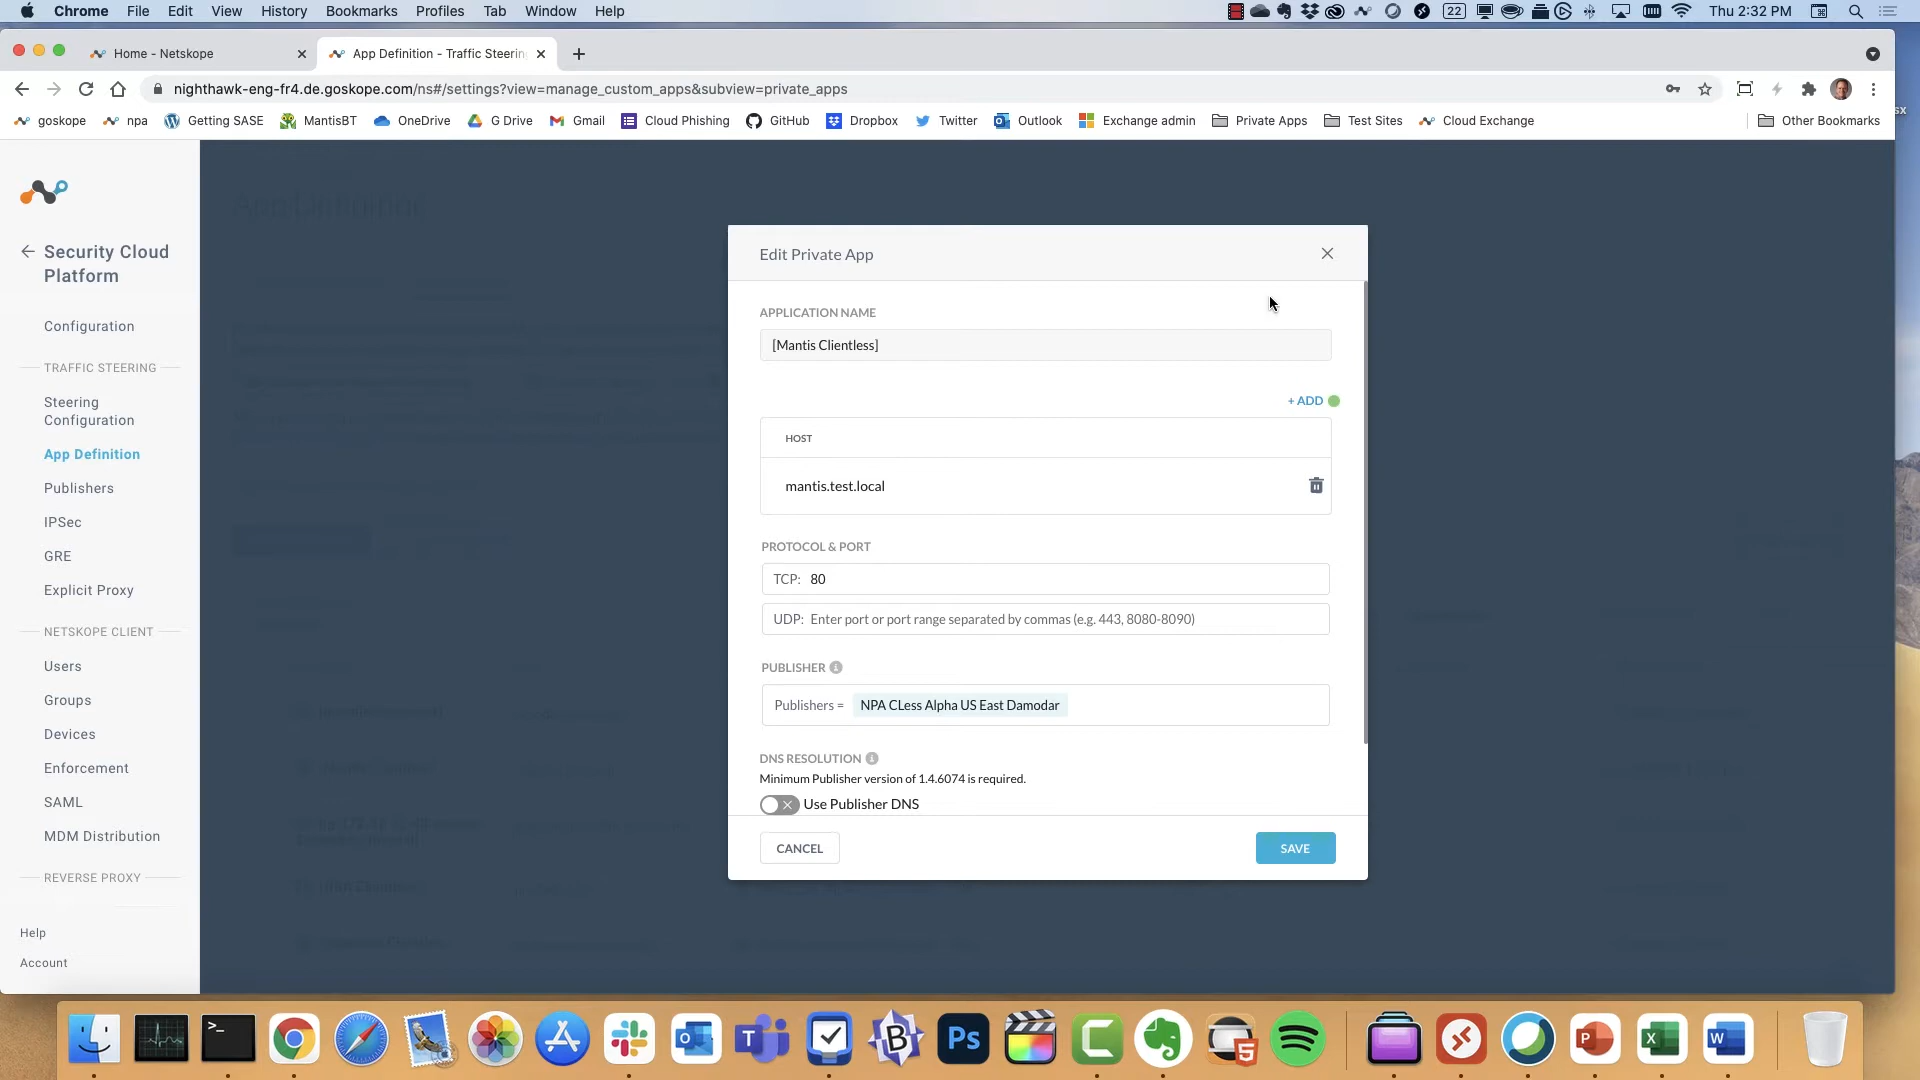 Chrome File Edit View History Bookmarks Profiles Tab Window Help
22 Thu 2:32 PM
Home - Netskope
App Definition - Traffic Steerin
nighthawk-eng-fr4.de.goskope.com/ns#/settings?view=manage_custom_apps&subview=private_apps
goskope npa Getting SASE MantisBT OneDrive G Drive Gmail Cloud Phishing GitHub Dropbox Twitter Outlook Exchange admin Private Apps Test Sites Cloud Exchange Other Bookmarks
sx
Security Cloud
Platform
Configuration
TRAFFIC STEERING
Steering
Configuration
App Definition
Publishers
IPSec
GRE
Explicit Proxy
NETSKOPE CLIENT
Users
Groups
Devices
Enforcement
SAML
MDM Distribution
REVERSE PROXY
Help
Account
App Definition
Edit Private App
APPLICATION NAME
[Mantis Clientless]
+ ADD
HOST
mantis.test.local
PROTOCOL & PORT
TCP: 80
UDP: Enter port or port range separated by commas (e.g. 443, 8080-8090)
PUBLISHER
Publishers = NPA CLess Alpha US East Damodar
DNS RESOLUTION
Minimum Publisher version of 1.4.6074 is required.
Use Publisher DNS
CANCEL
SAVE